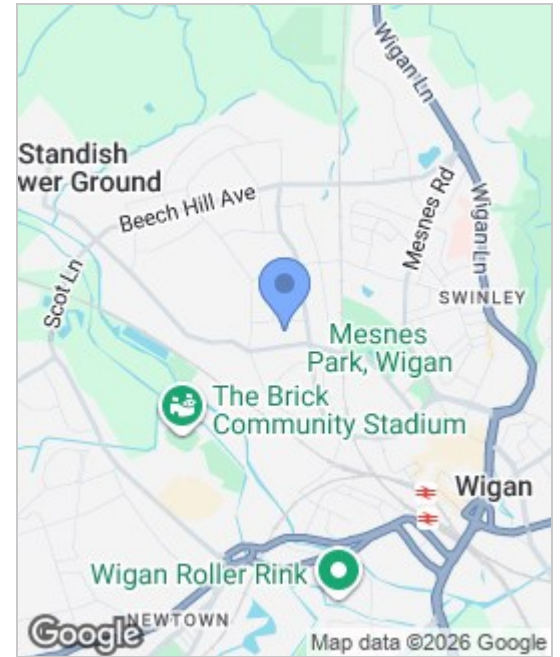 Wigan Ln
Standish
wer Ground
Beech Hill Ave
Mesnes Rd
Wigan Ln
Scot Ln
SWINLEY
Mesnes
Park, Wigan
The Brick
Community Stadium
Wigan
Wigan Roller Rink
NEWTOWN
Google
Map data ©2026 Google